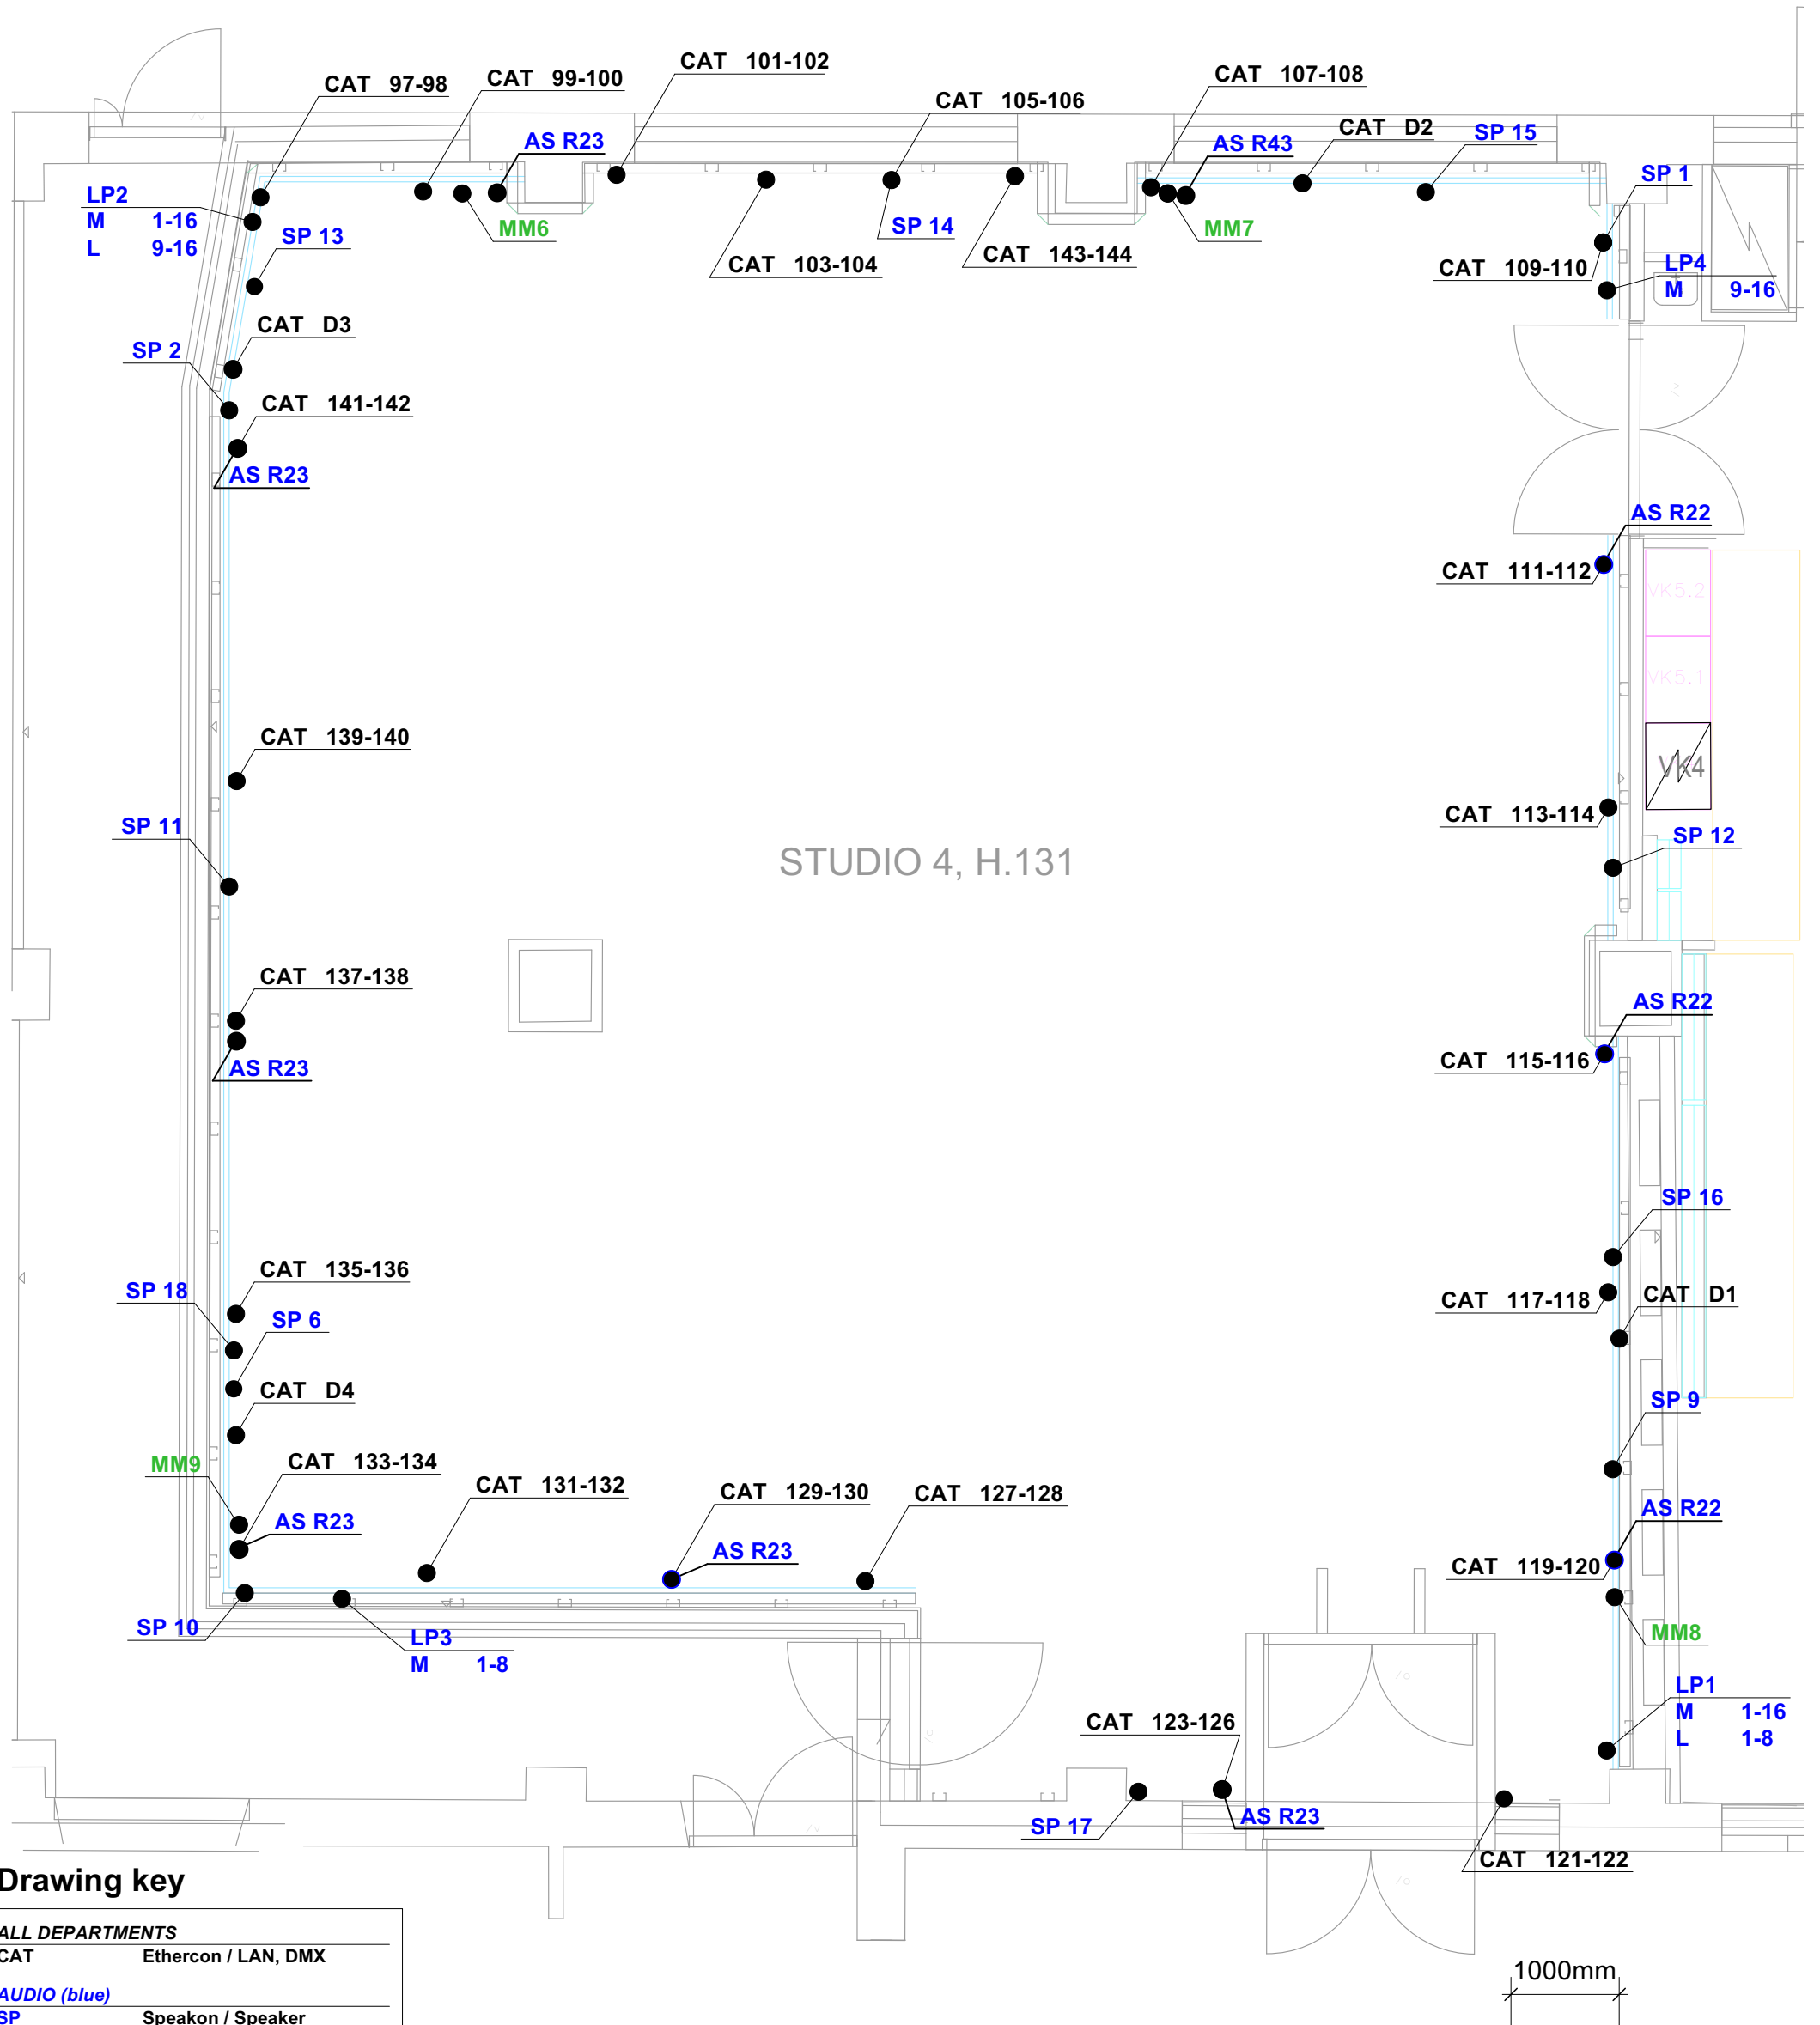 CAT 101-102
CAT 107-108
CAT 97-98
CAT 99-100
CAT 105-106
AS R23
AS R43
CAT D2
SP 15
SP 1
LP2
M 1-16
L 9-16
SP 13
MM6
SP 14
MM7
CAT 103-104
CAT 143-144
CAT 109-110
LP4
M 9-16
CAT D3
SP 2
CAT 141-142
AS R23
AS R22
CAT 111-112
VK5.2
VK5.1
CAT 139-140
VK4
SP 11
CAT 113-114
SP 12
STUDIO 4, H.131
CAT 137-138
AS R23
AS R22
CAT 115-116
SP 16
CAT 135-136
SP 18
SP 6
CAT 117-118
CAT D1
CAT D4
SP 9
MM9
CAT 133-134
CAT 131-132
CAT 129-130
CAT 127-128
AS R23
AS R23
AS R22
CAT 119-120
SP 10
LP3
M 1-8
MM8
LP1
M 1-16
L 1-8
CAT 123-126
SP 17
AS R23
CAT 121-122
Drawing key
ALL DEPARTMENTS
CAT Ethercon / LAN, DMX
AUDIO (blue)
SP Speakon / Speaker
1000mm